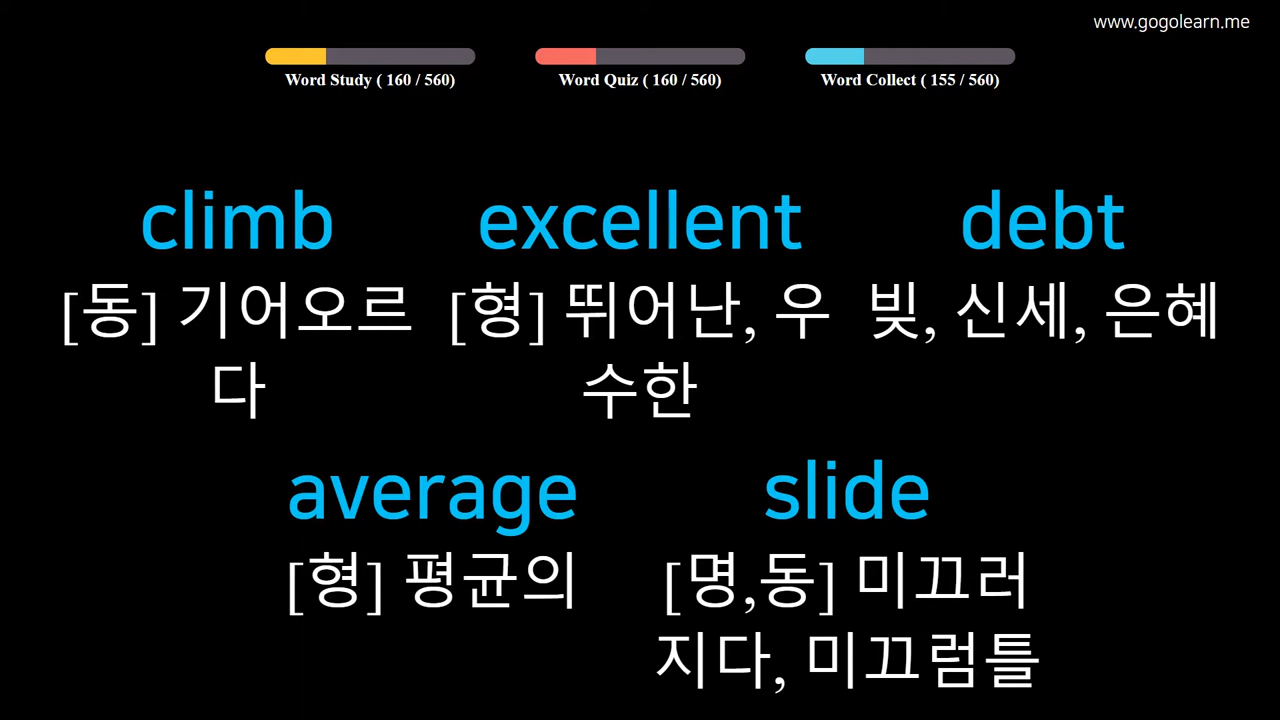 www.gogolearn.me
Word Study ( 160 / 560)
Word Quiz ( 160 / 560)
Word Collect ( 155 / 560)
climb
[동] 기어오르
다
excellent
[형] 뛰어난, 우
수한
debt
빚, 신세, 은혜
average
[형] 평균의
slide
[명,동] 미끄러
지다, 미끄럼틀